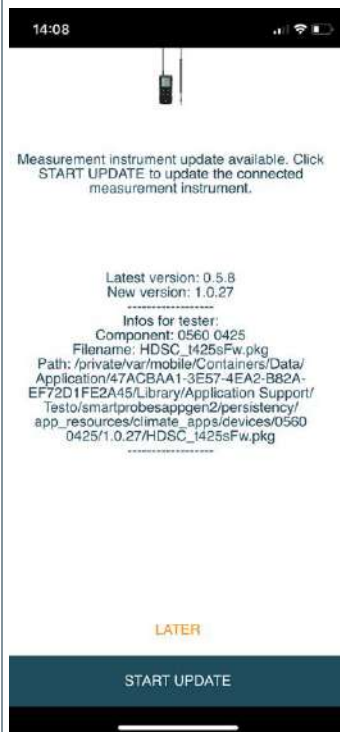 14:08
Measurement instrument update available. Click
START UPDATE to update the connected
measurement instrument.
Latest version: 0.5.8
New version: 1.0.27
------------------
Infos for tester:
Component: 0560 0425
Filename: HDSC_t425sFw.pkg
Path: /private/var/mobile/Containers/Data/
Application/47ACBAA1-3E57-4EA2-B82A-
EF72D1FE2A45/Library/Application Support/
Testo/smartprobesappgen2/persistency/
app_resources/climate_apps/devices/0560
0425/1.0.27/HDSC_t425sFw.pkg
------------------
LATER
START UPDATE